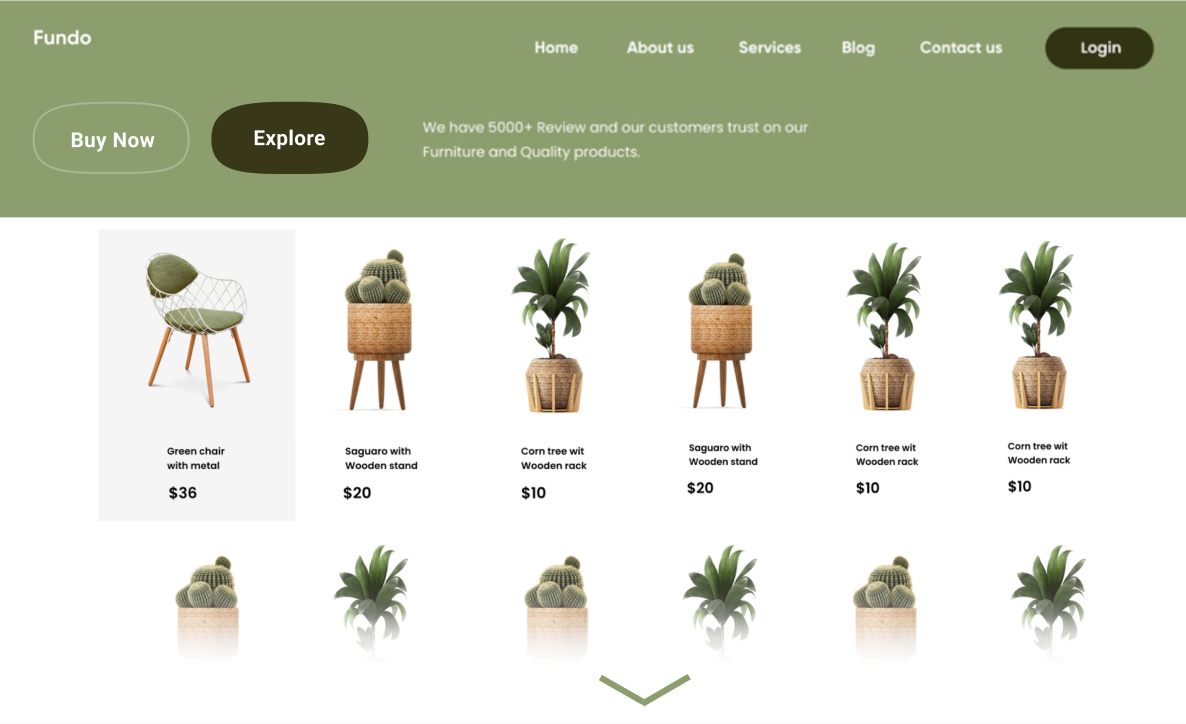 Fundo
Home
About us
Services
Blog
Contact us
Login
Buy Now
Explore
We have 5000+ Review and our customers trust on our
Furniture and Quality products.
Green chair
with metal
$36
Saguaro with
Wooden stand
$20
Corn tree wit
Wooden rack
$10
Saguaro with
Wooden stand
$20
Corn tree wit
Wooden rack
$10
Corn tree wit
Wooden rack
$10